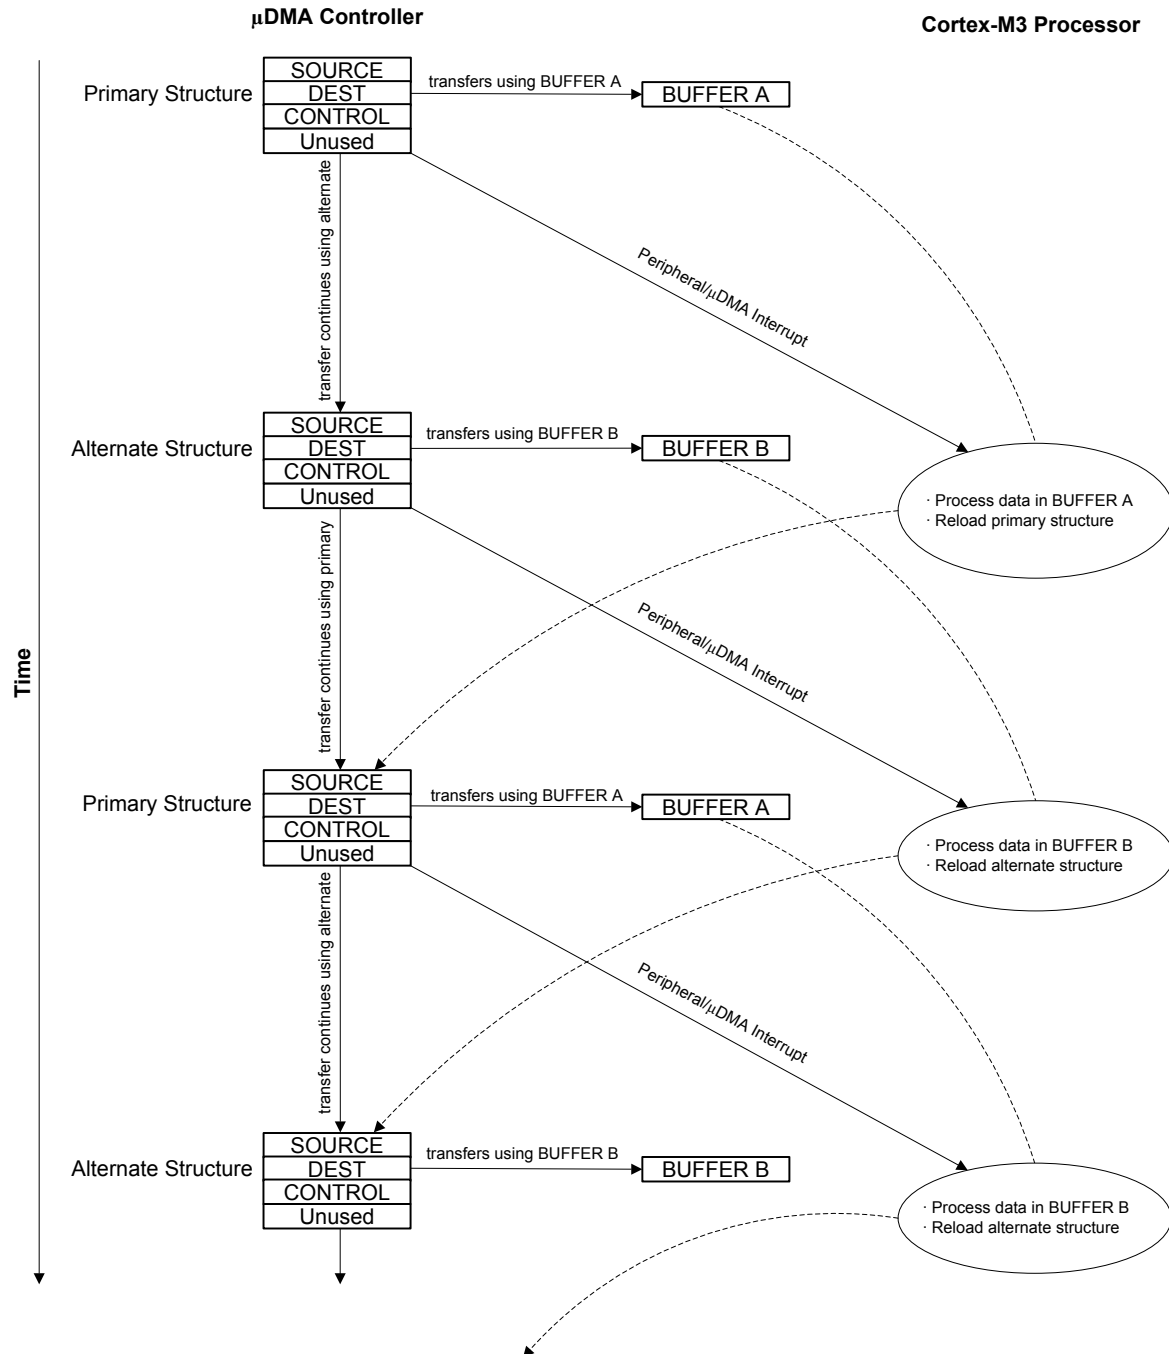 µDMA Controller
Cortex-M3 Processor
Primary Structure
SOURCE
DEST
CONTROL
Unused
transfers using BUFFER A
BUFFER A
transfer continues using alternate
Peripheral/µDMA Interrupt
Alternate Structure
SOURCE
DEST
CONTROL
Unused
transfers using BUFFER B
BUFFER B
· Process data in BUFFER A
· Reload primary structure
transfer continues using primary
Peripheral/µDMA Interrupt
Time
Primary Structure
SOURCE
DEST
CONTROL
Unused
transfers using BUFFER A
BUFFER A
· Process data in BUFFER B
· Reload alternate structure
transfer continues using alternate
Peripheral/µDMA Interrupt
Alternate Structure
SOURCE
DEST
CONTROL
Unused
transfers using BUFFER B
BUFFER B
· Process data in BUFFER B
· Reload alternate structure